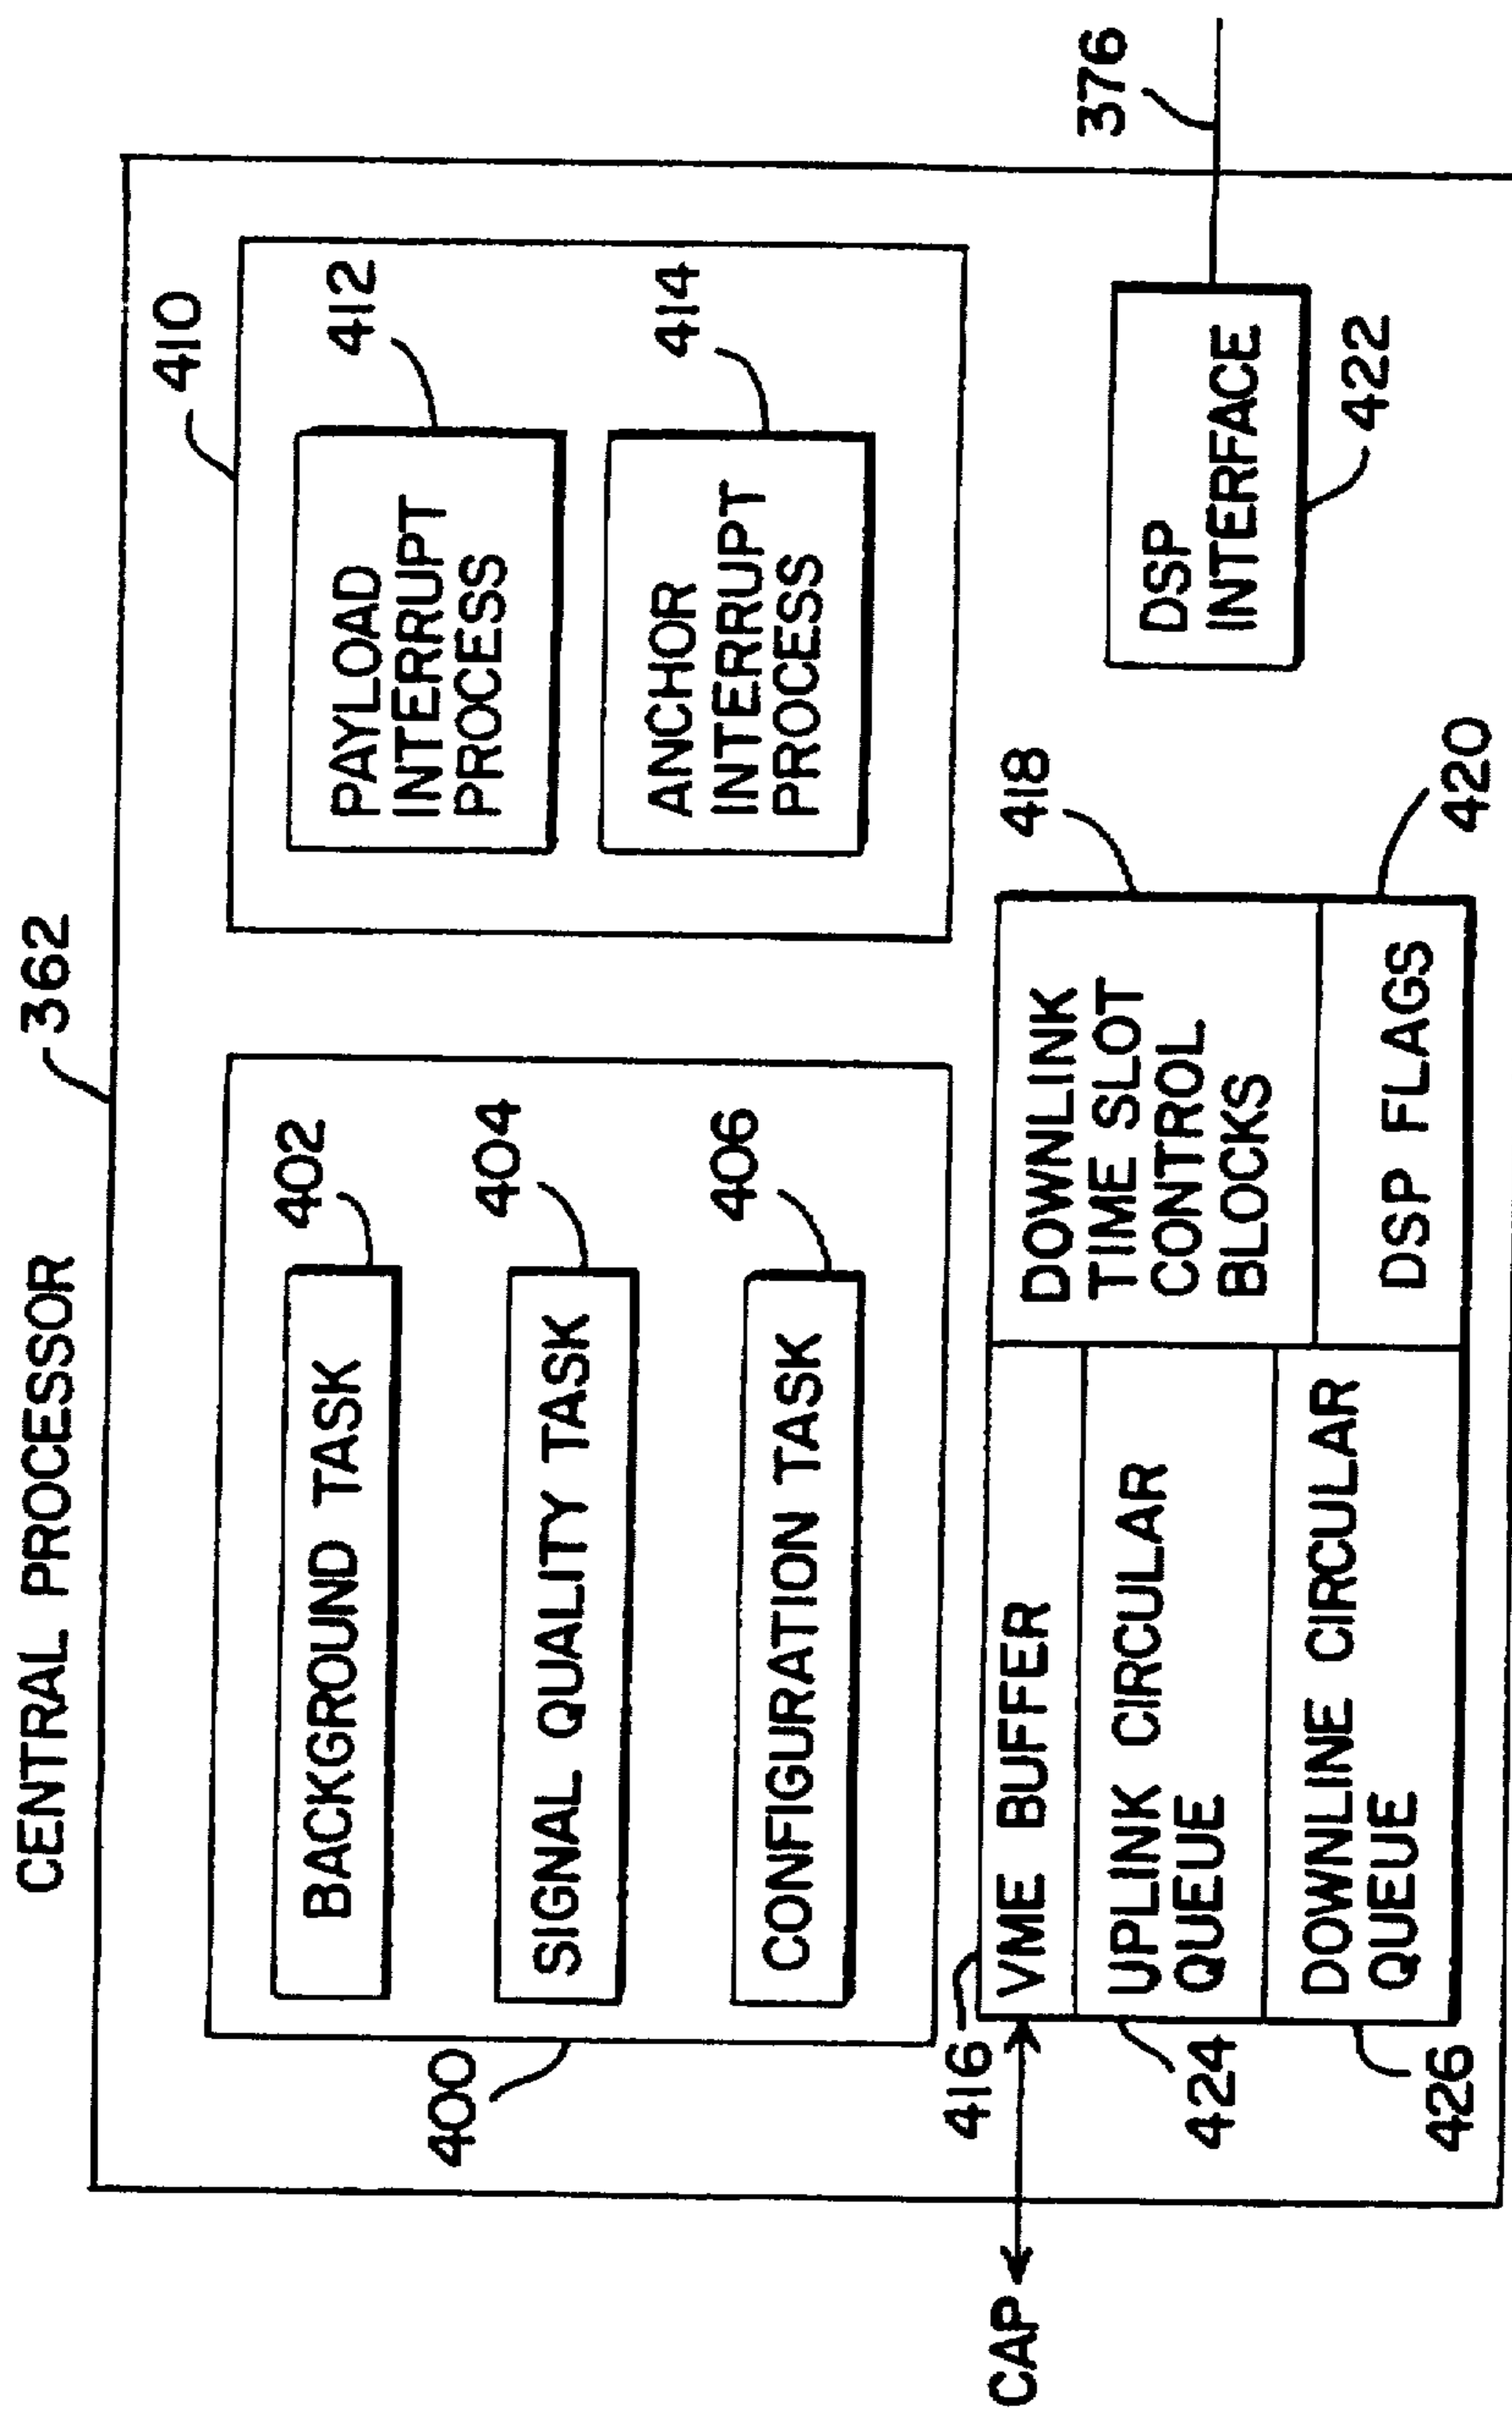 CENTRAL PROCESSOR
362
400
BACKGROUND TASK
402
SIGNAL QUALITY TASK
404
CONFIGURATION TASK
406
410
PAYLOAD
INTERRUPT
PROCESS
412
ANCHOR
INTERRUPT
PROCESS
414
CAP
416
VME BUFFER
UPLINK CIRCULAR
QUEUE
424
DOWNLINE CIRCULAR
QUEUE
426
DOWNLINK
TIME SLOT
CONTROL
BLOCKS
418
DSP FLAGS
420
DSP
INTERFACE
422
376